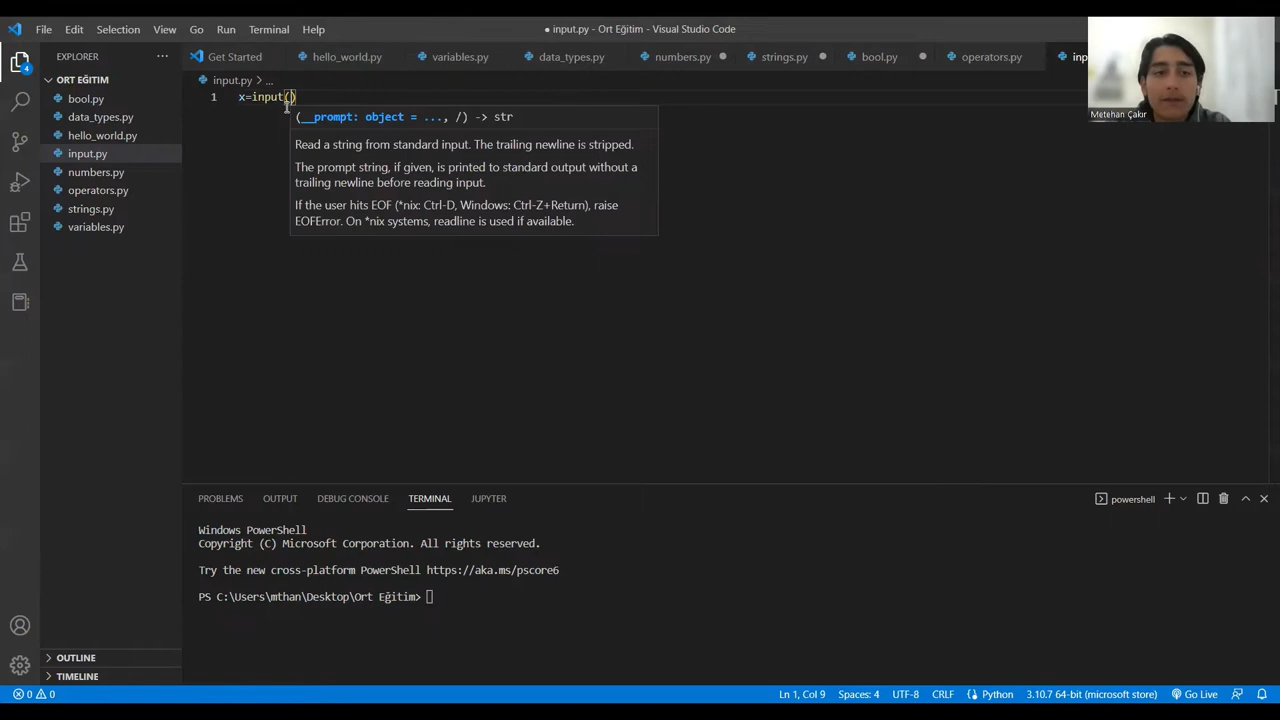 File Edit Selection View Go Run Terminal Help
● input.py - Ort Eğitim - Visual Studio Code
EXPLORER ...
Get Started hello_world.py variables.py data_types.py numbers.py strings.py bool.py operators.py inp
ORT EĞITIM
bool.py
data_types.py
hello_world.py
input.py
numbers.py
operators.py
strings.py
variables.py
4
input.py > ...
1 x=input()
(__prompt: object = ..., /) -> str
Read a string from standard input. The trailing newline is stripped.
The prompt string, if given, is printed to standard output without a
trailing newline before reading input.
If the user hits EOF (*nix: Ctrl-D, Windows: Ctrl-Z+Return), raise
EOFError. On *nix systems, readline is used if available.
Metehan Çakır
PROBLEMS OUTPUT DEBUG CONSOLE TERMINAL JUPYTER
powershell
Windows PowerShell
Copyright (C) Microsoft Corporation. All rights reserved.
Try the new cross-platform PowerShell https://aka.ms/pscore6
PS C:\Users\mthan\Desktop\Ort Eğitim>
OUTLINE
TIMELINE
0 0
Ln 1, Col 9 Spaces: 4 UTF-8 CRLF Python 3.10.7 64-bit (microsoft store) Go Live